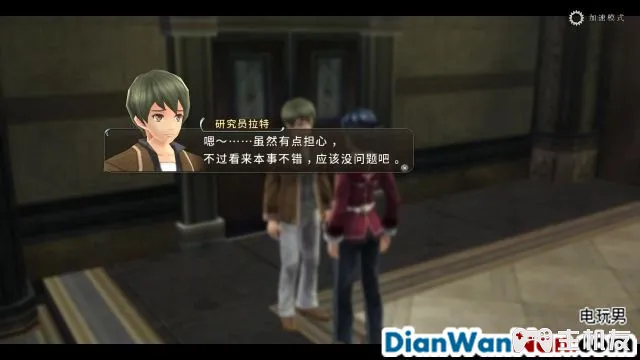 加速模式
研究员拉特
嗯～……虽然有点担心，
不过看来本事不错，应该没问题吧。
电玩男
DianWan